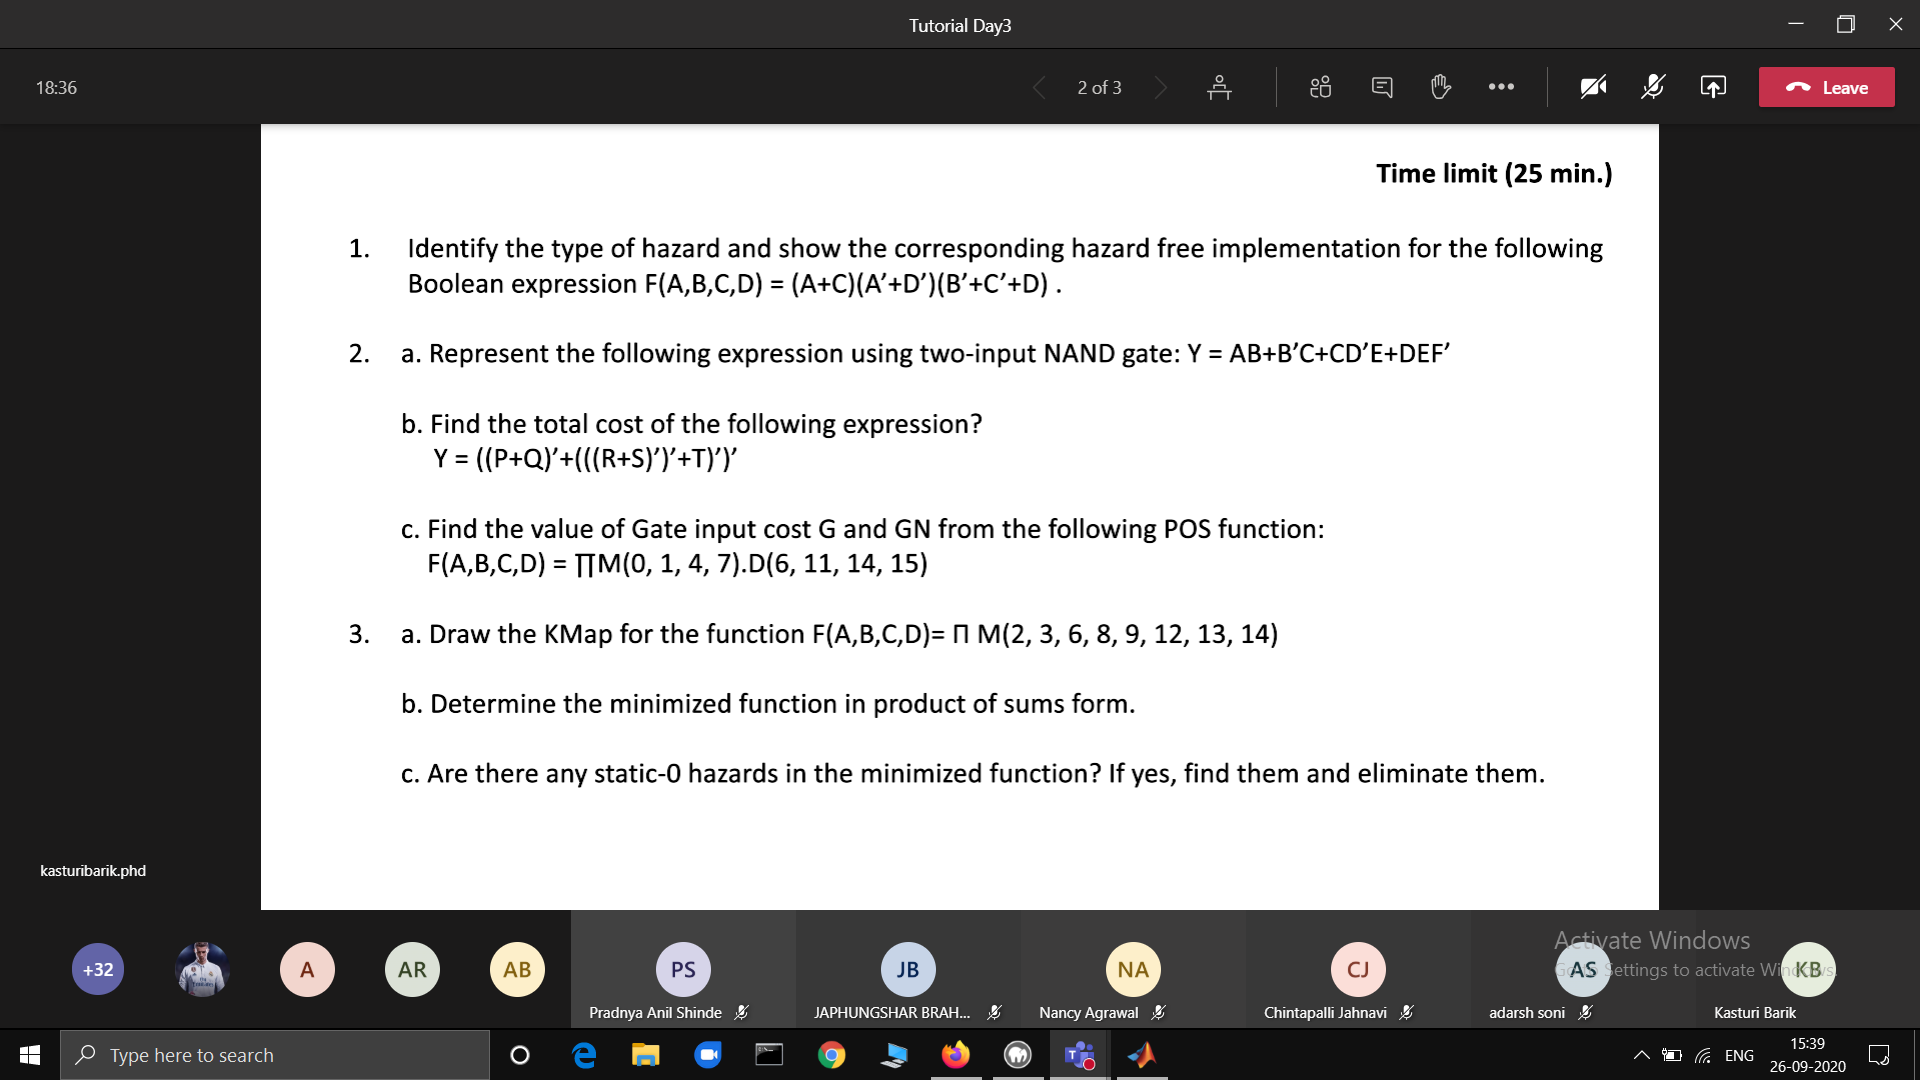 Tutorial Day3
18:36
2 of 3
Leave
Time limit (25 min.)
1. Identify the type of hazard and show the corresponding hazard free implementation for the following
Boolean expression F(A,B,C,D) = (A+C)(A’+D’)(B’+C’+D) .
2. a. Represent the following expression using two-input NAND gate: Y = AB+B’C+CD’E+DEF’
b. Find the total cost of the following expression?
Y = ((P+Q)’+(((R+S)’)’+T)’)’
c. Find the value of Gate input cost G and GN from the following POS function:
F(A,B,C,D) = ∏M(0, 1, 4, 7).D(6, 11, 14, 15)
3. a. Draw the KMap for the function F(A,B,C,D)= Π M(2, 3, 6, 8, 9, 12, 13, 14)
b. Determine the minimized function in product of sums form.
c. Are there any static-0 hazards in the minimized function? If yes, find them and eliminate them.
kasturibarik.phd
Activate Windows
Settings to activate
+32
A
AR
AB
PS
JB
NA
CJ
AS
KB
Pradnya Anil Shinde
JAPHUNGSHAR BRAH...
Nancy Agrawal
Chintapalli Jahnavi
adarsh soni
Kasturi Barik
Type here to search
ENG
15:39
26-09-2020